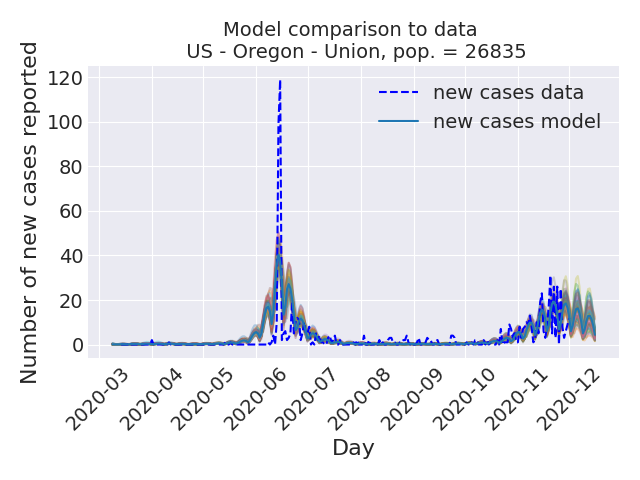 Model comparison to data
US - Oregon - Union, pop. = 26835
Number of new cases reported
120
100
80
60
40
20
0
new cases data
new cases model
2020-03
2020-04
2020-05
2020-06
2020-07
2020-08
2020-09
2020-10
2020-11
2020-12
Day